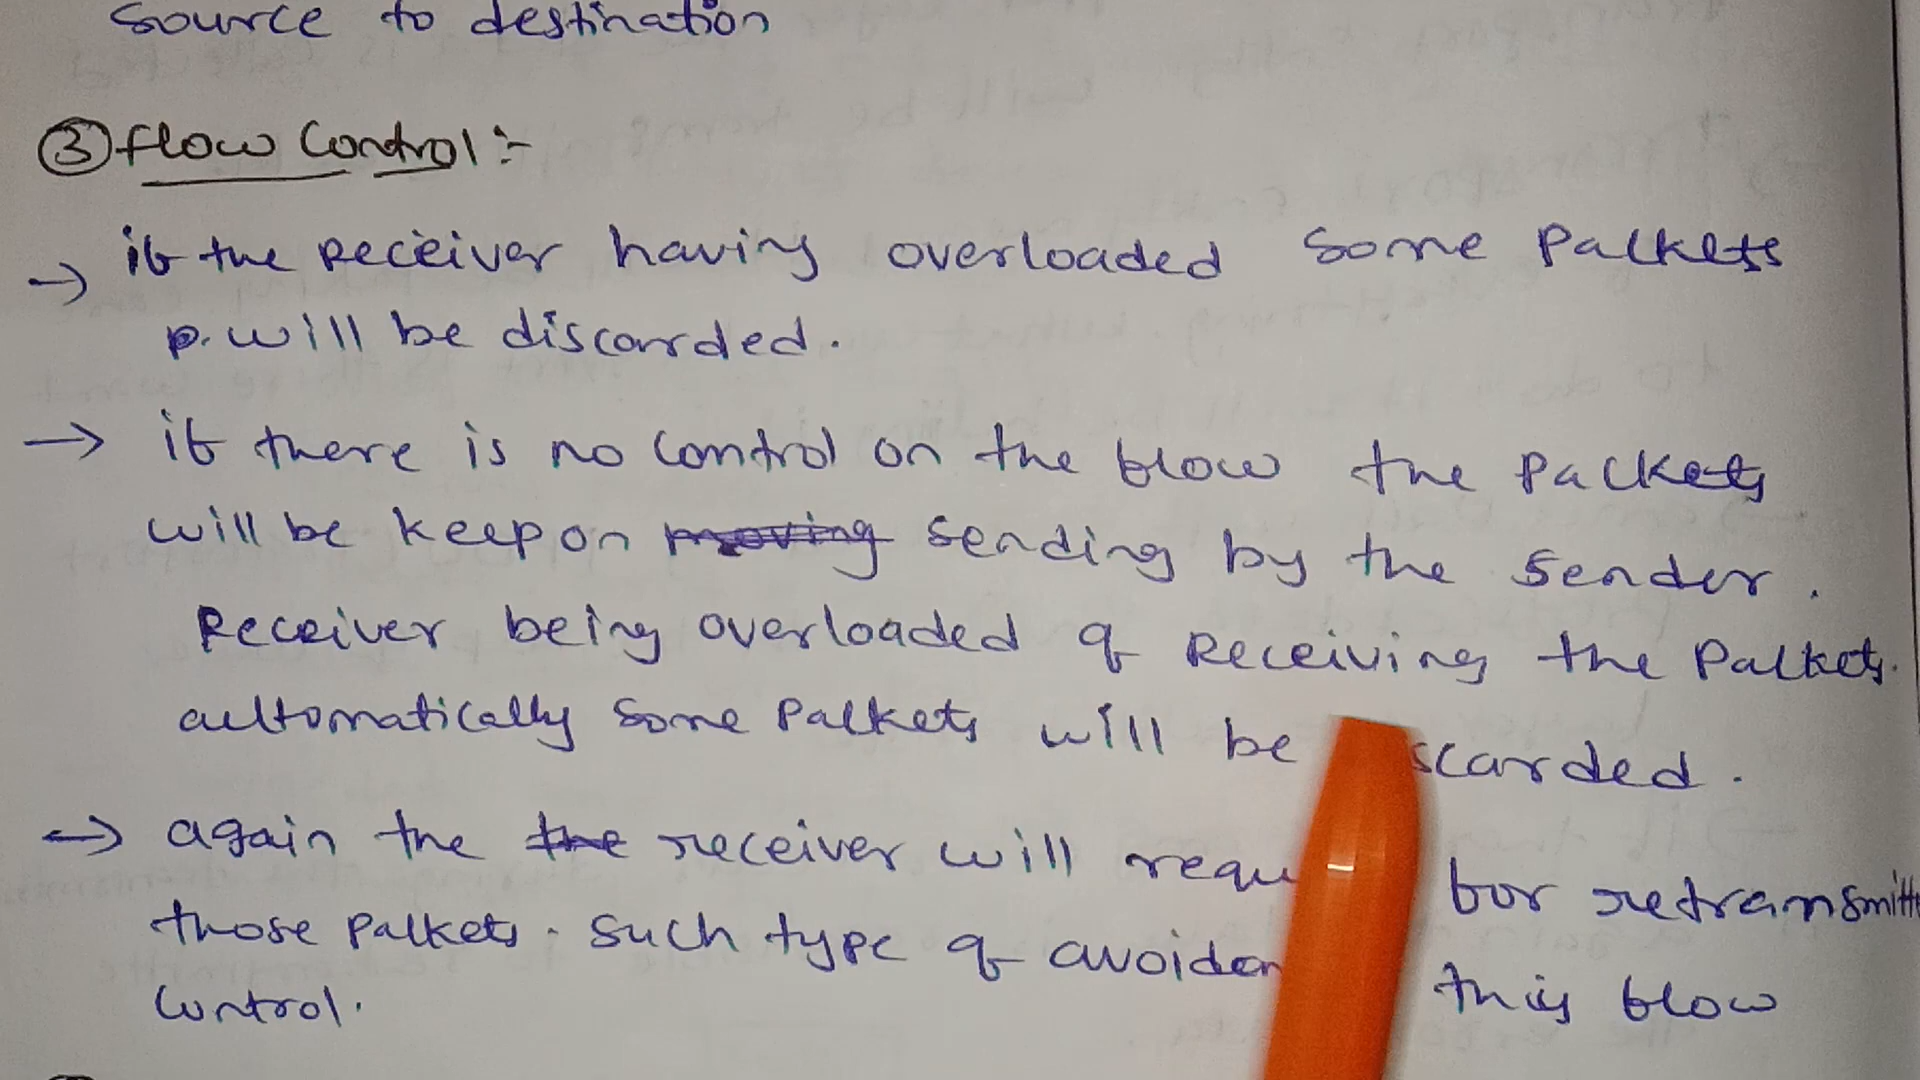 source to destination
③ flow control :-
→ if the receiver having overloaded some packets
p. will be discarded.
→ if there is no control on the flow the packets
will be keep on moving sending by the sender.
Receiver being overloaded of receiving the packets.
automatically some packets will be scarded.
→ again the the receiver will requ for retransmitt
those packets. such type of avoidan this flow
control.